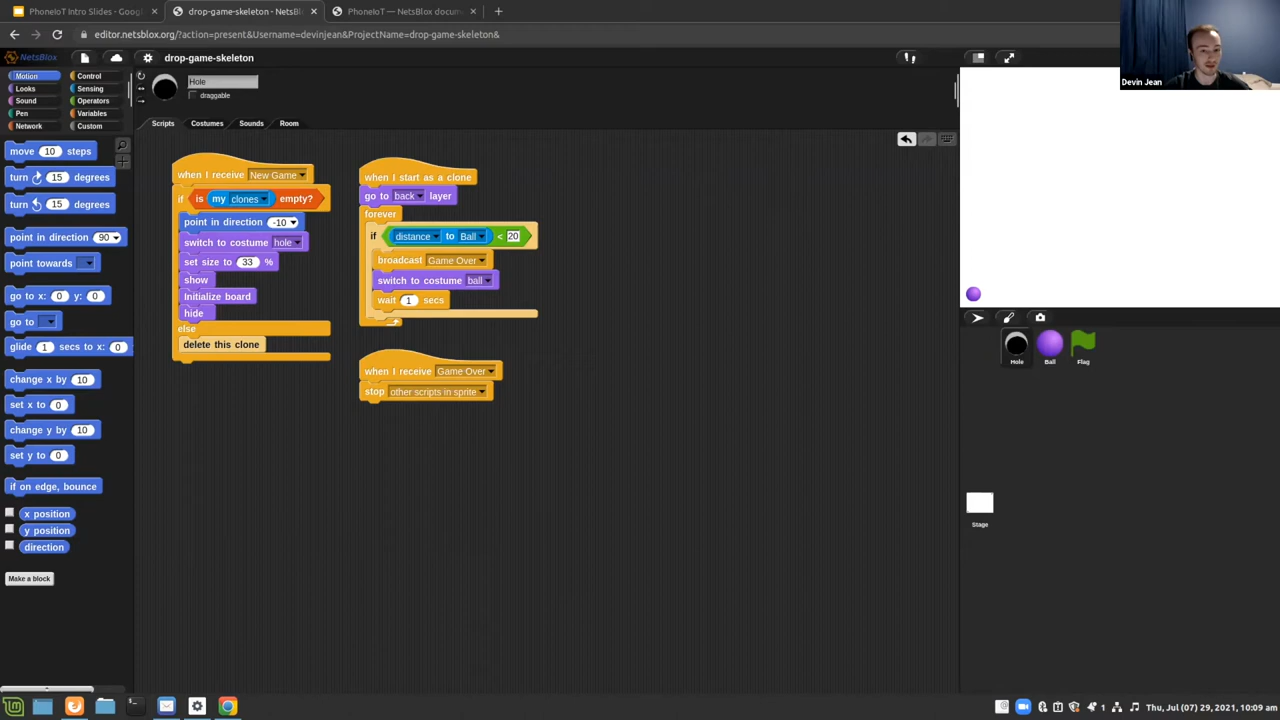 PhoneIoT Intro Slides - Googl
drop-game-skeleton - NetsBl
PhoneIoT — NetsBlox docum
editor.netsblox.org/?action=present&Username=devinjean&ProjectName=drop-game-skeleton&
NetsBlox
drop-game-skeleton
Devin Jean
Motion
Control
Looks
Sensing
Sound
Operators
Pen
Variables
Network
Custom
Hole
draggable
Scripts
Costumes
Sounds
Room
move 10 steps
turn 15 degrees
turn 15 degrees
point in direction 90
point towards
go to x: 0 y: 0
go to
glide 1 secs to x: 0
change x by 10
set x to 0
change y by 10
set y to 0
if on edge, bounce
x position
y position
direction
Make a block
when I receive New Game
if is my clones empty?
point in direction -10
switch to costume hole
set size to 33 %
show
Initialize board
hide
else
delete this clone
when I start as a clone
go to back layer
forever
if distance to Ball < 20
broadcast Game Over
switch to costume ball
wait 1 secs
when I receive Game Over
stop other scripts in sprite
Hole
Ball
Flag
Stage
1
Thu, Jul (07) 29, 2021, 10:09 am